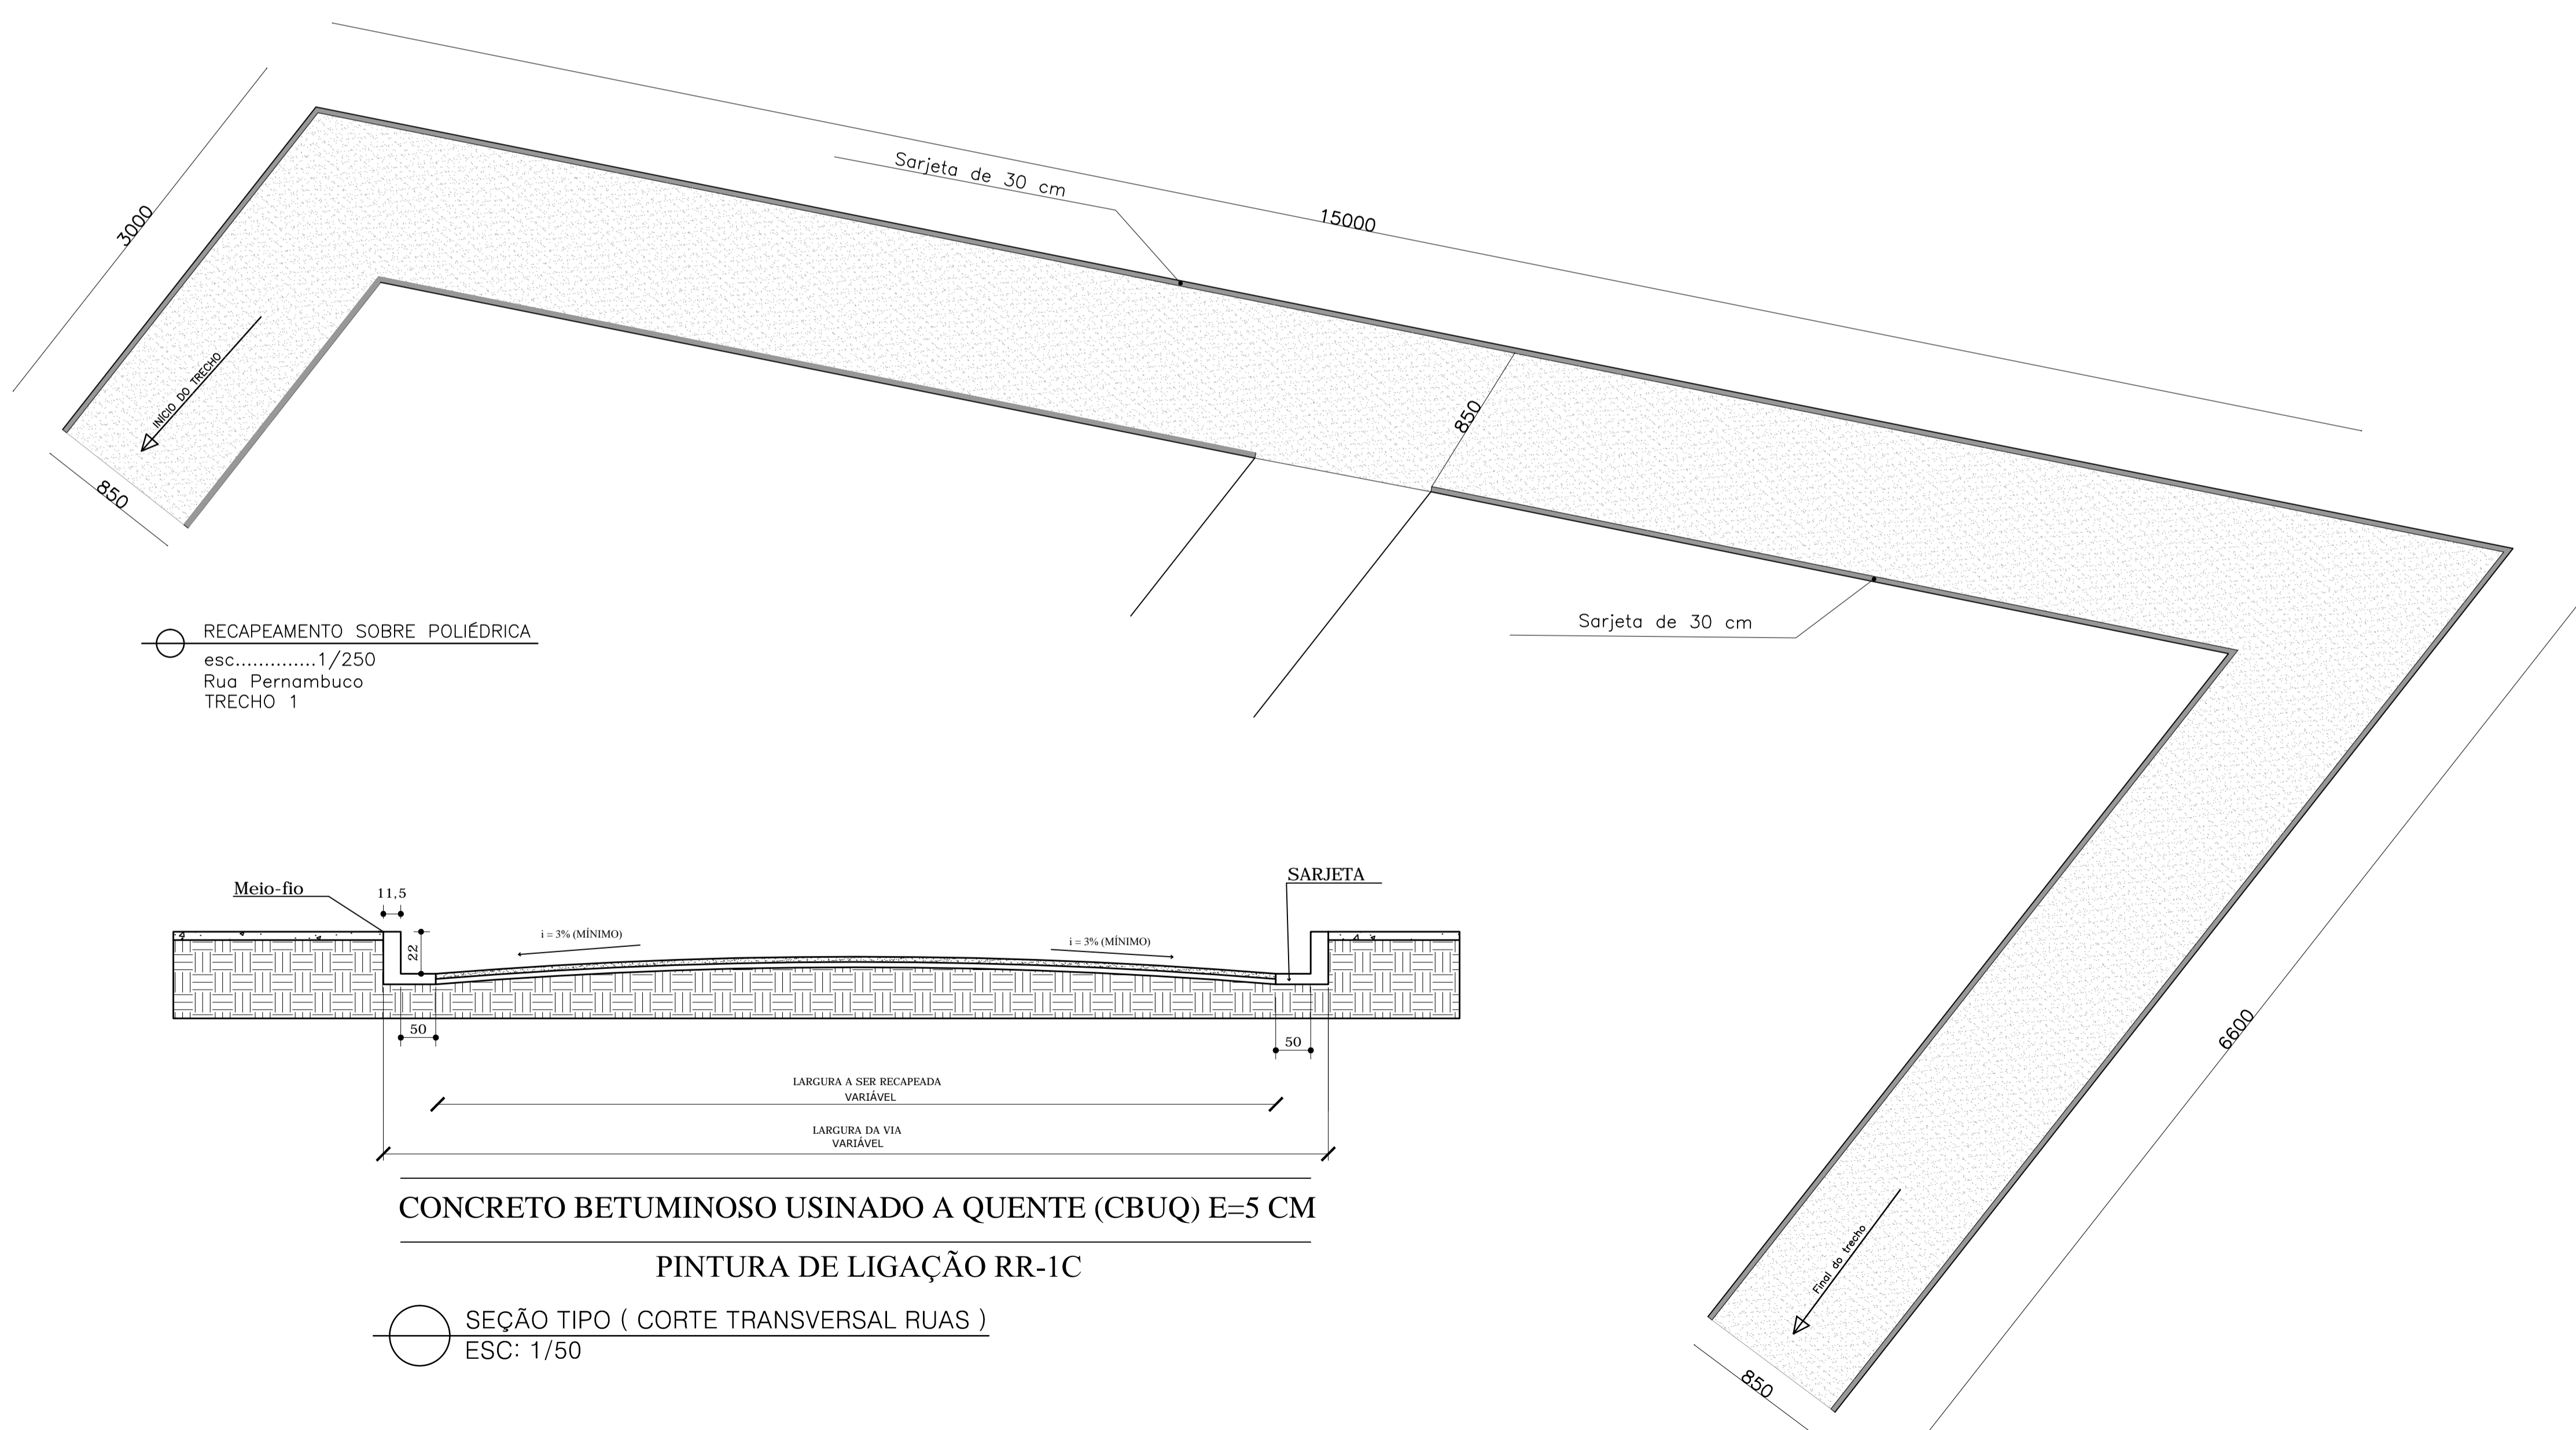 Sarjeta de 30 cm
15000
3000
850
INÍCIO DO TRECHO
850
Sarjeta de 30 cm
RECAPEAMENTO SOBRE POLIÉDRICA
esc..............1/250
Rua Pernambuco
TRECHO 1
6600
Final do trecho
850
Meio-fio
11,5
22
i = 3% (MÍNIMO)
i = 3% (MÍNIMO)
SARJETA
50
50
LARGURA A SER RECAPEADA
VARIÁVEL
LARGURA DA VIA
VARIÁVEL
CONCRETO BETUMINOSO USINADO A QUENTE (CBUQ) E=5 CM
PINTURA DE LIGAÇÃO RR-1C
SEÇÃO TIPO ( CORTE TRANSVERSAL RUAS )
ESC: 1/50